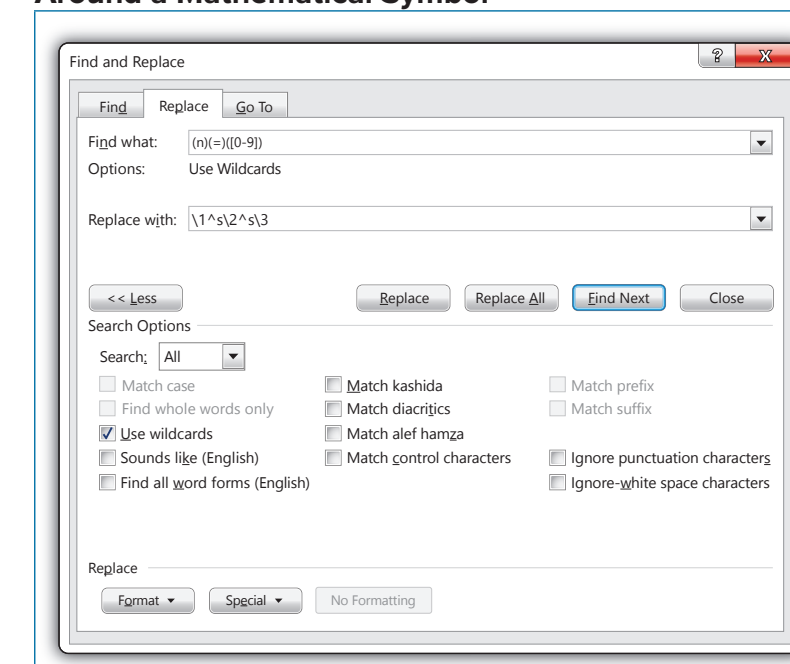 Around a Mathematical Symbol
Find and Replace
? X
Find Replace Go To
Find what: (n)(=)([0-9])
Options: Use Wildcards
Replace with: \1^s\2^s\3
<< Less Replace Replace All Find Next Close
Search Options
Search: All
Match case Match kashida Match prefix
Find whole words only Match diacritics Match suffix
Use wildcards Match alef hamza
Sounds like (English) Match control characters Ignore punctuation characters
Find all word forms (English) Ignore-white space characters
Replace
Format Special No Formatting